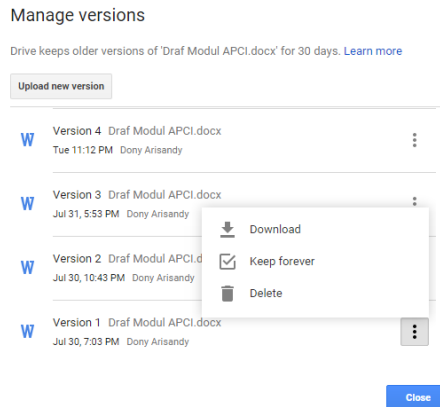 Manage versions
Drive keeps older versions of 'Draf Modul APCI.docx' for 30 days. Learn more
Upload new version
Version 4 Draf Modul APCI.docx
Tue 11:12 PM Dony Arisandy
Version 3 Draf Modul APCI.docx
Jul 31, 5:53 PM Dony Arisandy
Download
Version 2 Draf Modul APCI.d
Keep forever
Jul 30, 10:43 PM Dony Arisandy
Delete
Version 1 Draf Modul APCI.docx
Jul 30, 7:03 PM Dony Arisandy
Close